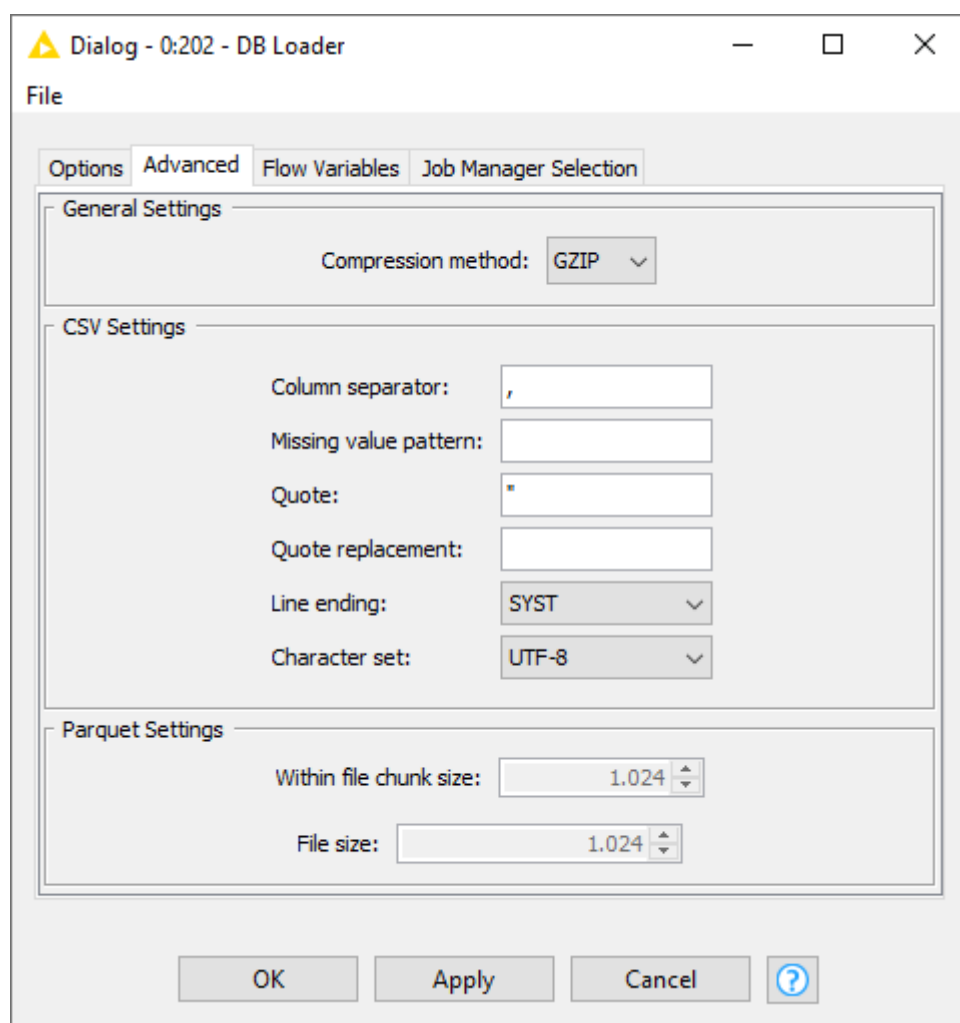 Dialog - 0:202 - DB Loader
File
Options Advanced Flow Variables Job Manager Selection
General Settings
Compression method: GZIP
CSV Settings
Column separator: ,
Missing value pattern:
Quote: "
Quote replacement:
Line ending: SYST
Character set: UTF-8
Parquet Settings
Within file chunk size: 1.024
File size: 1.024
OK Apply Cancel ?